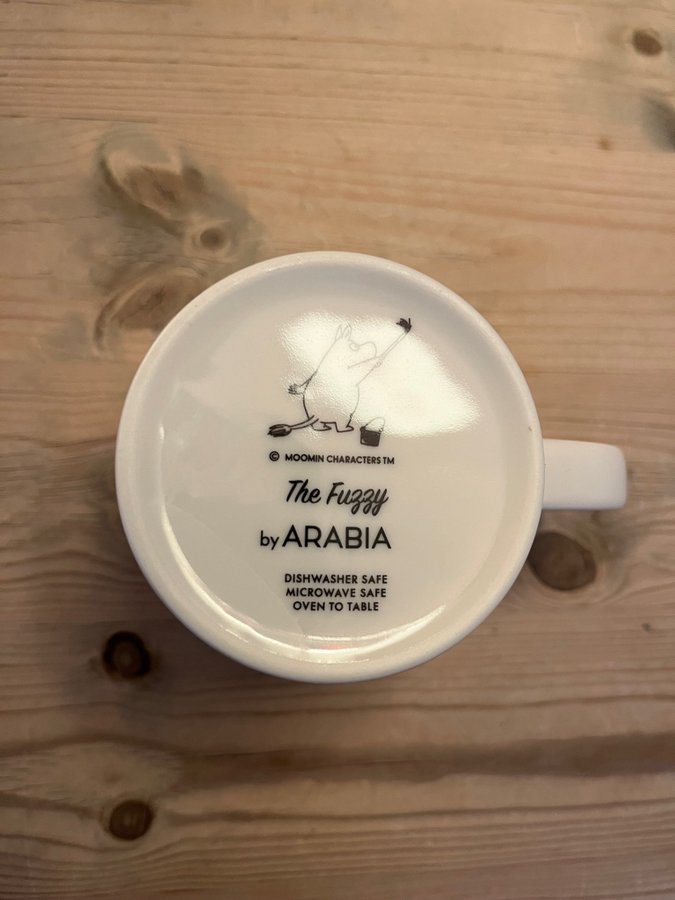 © MOOMIN CHARACTERS TM
The Fuzzy
by ARABIA
DISHWASHER SAFE
MICROWAVE SAFE
OVEN TO TABLE